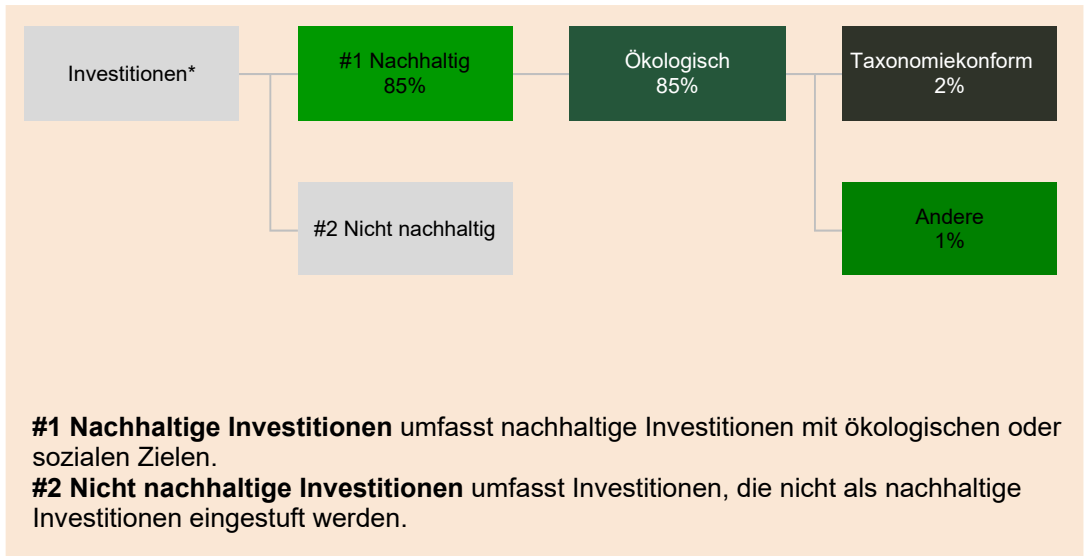 Investitionen*
#1 Nachhaltig
85%
Ökologisch
85%
Taxonomiekonform
2%
#2 Nicht nachhaltig
Andere
1%
#1 Nachhaltige Investitionen umfasst nachhaltige Investitionen mit ökologischen oder
sozialen Zielen.
#2 Nicht nachhaltige Investitionen umfasst Investitionen, die nicht als nachhaltige
Investitionen eingestuft werden.